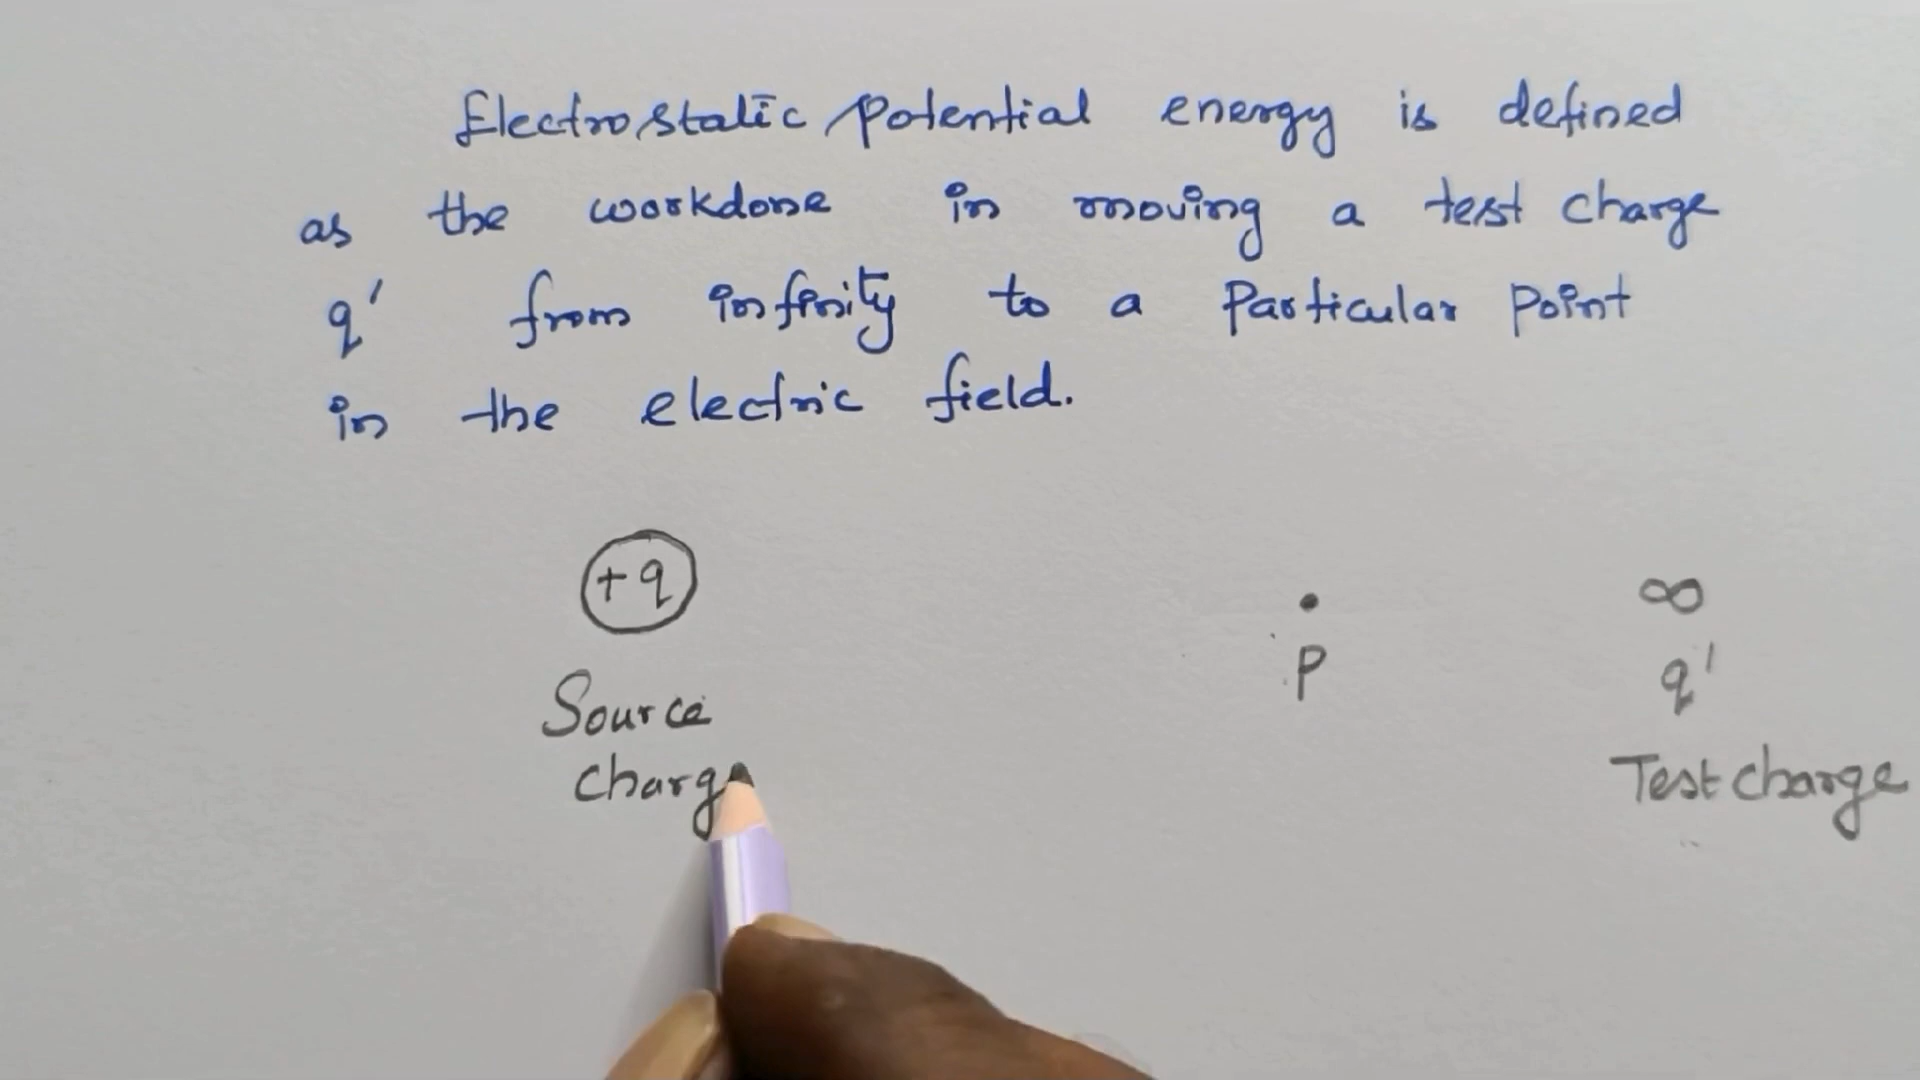 Electrostatic potential energy is defined
as the workdone in moving a test charge
q' from infinity to a Particular Point
in the electric field.
+q
∞
P
q'
Source
charg
Test charge